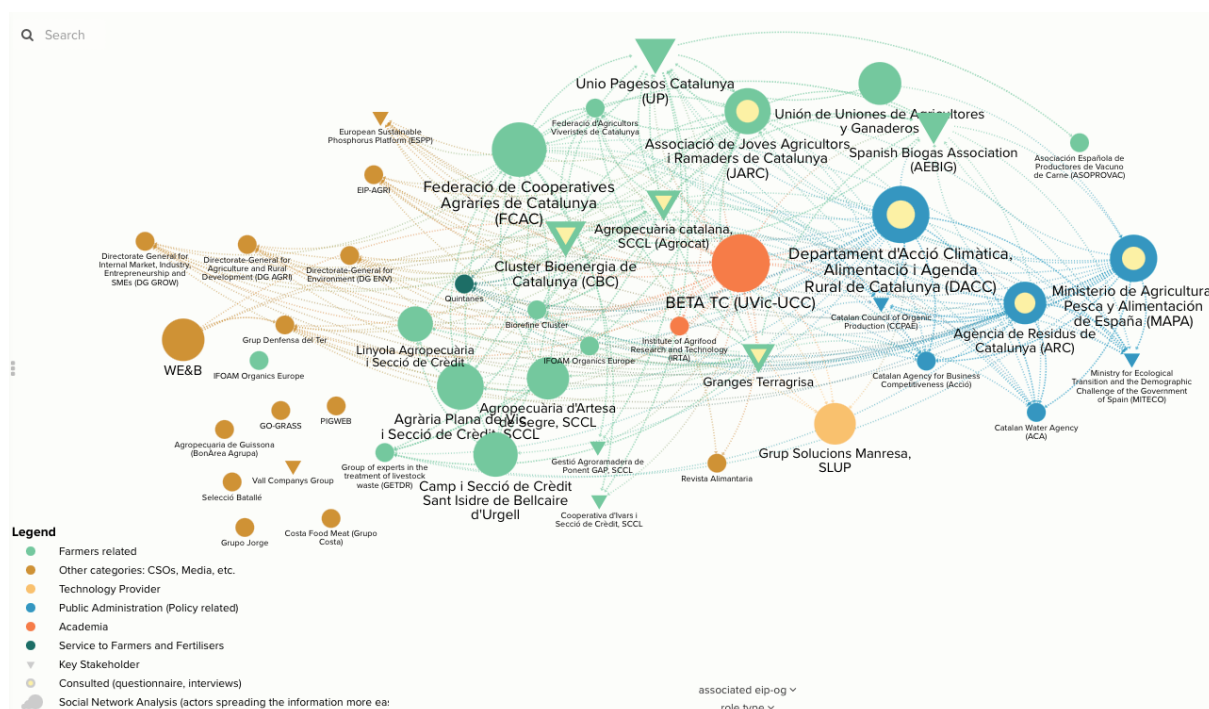 Search
Unio Pagesos Catalunya
(UP)
Federació d'Agricultors
Viveristes de Catalunya
Unión de Uniones de Agricultores
y Ganaderos
Associació de Joves Agricultors
i Ramaders de Catalunya
(JARC)
Spanish Biogas Association
(AEBIG)
Asociación Española de
Productores de Vacuno
de Carne (ASOPROVAC)
European Sustainable
Phosphorus Platform (ESPP)
EIP-AGRI
Federació de Cooperatives
Agràries de Catalunya
(FCAC)
Agropecuària catalana,
SCCL (Agrocat)
Directorate General for
Internal Market, Industry,
Entrepreneurship and
SMEs (DG GROW)
Directorate-General for
Agriculture and Rural
Development (DG AGRI)
Directorate-General for
Environment (DG ENV)
Cluster Bioenergia de
Catalunya (CBC)
Departament d'Acció Climàtica,
Alimentació i Agenda
Rural de Catalunya (DACC)
Ministerio de Agricultura
Pesca y Alimentación
de España (MAPA)
Quintanes
BETA TC (UVic-UCC)
Catalan Council of Organic
Production (CCPAE)
Agència de Residus de
Catalunya (ARC)
Biorefine Cluster
Grup Denfensa del Ter
Linyola Agropecuària
i Secció de Crèdit
Institute of Agrifood
Research and Technology
(IRTA)
IFOAM Organics Europe
WE&B
IFOAM Organics Europe
Granges Terragrisa
Catalan Agency for Business
Competitiveness (Acció)
Ministry for Ecological
Transition and the Demographic
Challenge of the Government
of Spain (MITECO)
Agrària Plana de Vic
i Secció de Crèdit, SCCL
Agropecuària d'Artesa
de Segre, SCCL
GO-GRASS
PIGWEB
Catalan Water Agency
(ACA)
Agropecuaria de Guissona
(BonÀrea Agrupa)
Grup Solucions Manresa,
SLUP
Group of experts in the
treatment of livestock
waste (GETDR)
Gestió Agroramadera de
Ponent GAP, SCCL
Vall Companys Group
Revista Alimantaria
Selecció Batallé
Camp i Secció de Crèdit
Sant Isidre de Bellcaire
d'Urgell
Cooperativa d'Ivars i
Secció de Crèdit, SCCL
Grupo Jorge
Costa Food Meat (Grupo
Costa)
Legend
Farmers related
Other categories: CSOs, Media, etc.
Technology Provider
Public Administration (Policy related)
Academia
Service to Farmers and Fertilisers
Key Stakeholder
Consulted (questionnaire, interviews)
Social Network Analysis (actors spreading the information more eas
associated eip-og
role type